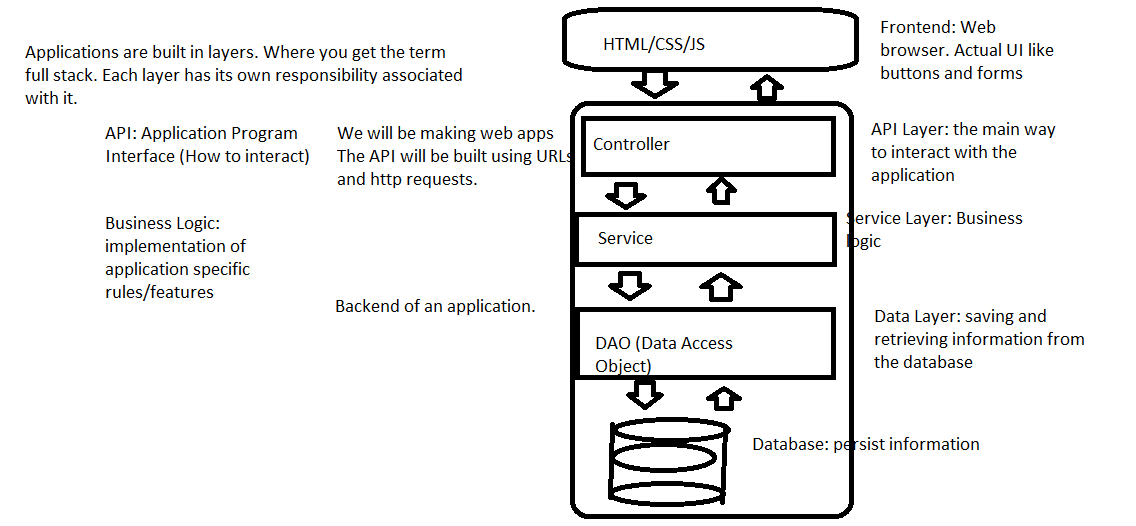 Applications are built in layers. Where you get the term
full stack. Each layer has its own responsibility associated
with it.
API: Application Program
Interface (How to interact)
We will be making web apps
The API will be built using URLs
and http requests.
Business Logic:
implementation of
application specific
rules/features
Backend of an application.
HTML/CSS/JS
Controller
Service
DAO (Data Access
Object)
Frontend: Web
browser. Actual UI like
buttons and forms
API Layer: the main way
to interact with the
application
Service Layer: Business
logic
Data Layer: saving and
retrieving information from
the database
Database: persist information